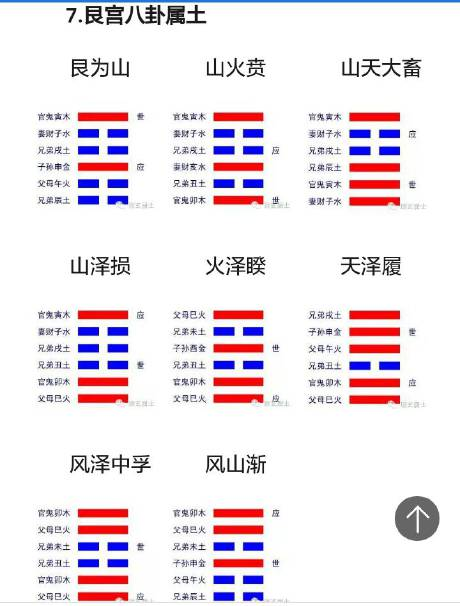 7.艮宫八卦属土
艮为山 山火贲 山天大畜
官鬼寅木 世 官鬼寅木 官鬼寅木
妻财子水 妻财子水 妻财子水 应
兄弟戌土 兄弟戌土 应 兄弟戌土
子孙申金 应 妻财亥水 兄弟辰土
父母午火 兄弟丑土 官鬼寅木 世
兄弟辰土 官鬼卯木 世 妻财子水
山泽损 火泽睽 天泽履
官鬼寅木 应 父母巳火 兄弟戌土
妻财子水 兄弟未土 子孙申金 世
兄弟戌土 子孙酉金 世 父母午火
兄弟丑土 世 兄弟丑土 兄弟丑土
官鬼卯木 官鬼卯木 官鬼卯木 应
父母巳火 父母巳火 应 父母巳火
风泽中孚 风山渐
官鬼卯木 官鬼卯木 应
父母巳火 父母巳火
兄弟未土 世 兄弟未土
兄弟丑土 子孙申金 世
官鬼卯木 父母午火
父母巳火 应 兄弟辰土